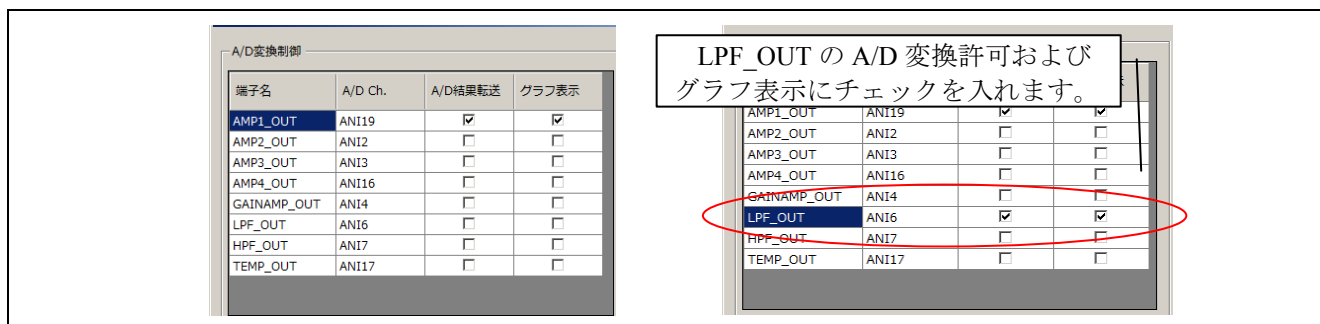 A/D変換制御
端子名 A/D Ch. A/D結果転送 グラフ表示
AMP1_OUT ANI19
AMP2_OUT ANI2
AMP3_OUT ANI3
AMP4_OUT ANI16
GAINAMP_OUT ANI4
LPF_OUT ANI6
HPF_OUT ANI7
TEMP_OUT ANI17
LPF_OUT の A/D 変換許可および
グラフ表示にチェックを入れます。
AMP1_OUT ANI19
AMP2_OUT ANI2
AMP3_OUT ANI3
AMP4_OUT ANI16
GAINAMP_OUT ANI4
LPF_OUT ANI6
HPF_OUT ANI7
TEMP_OUT ANI17